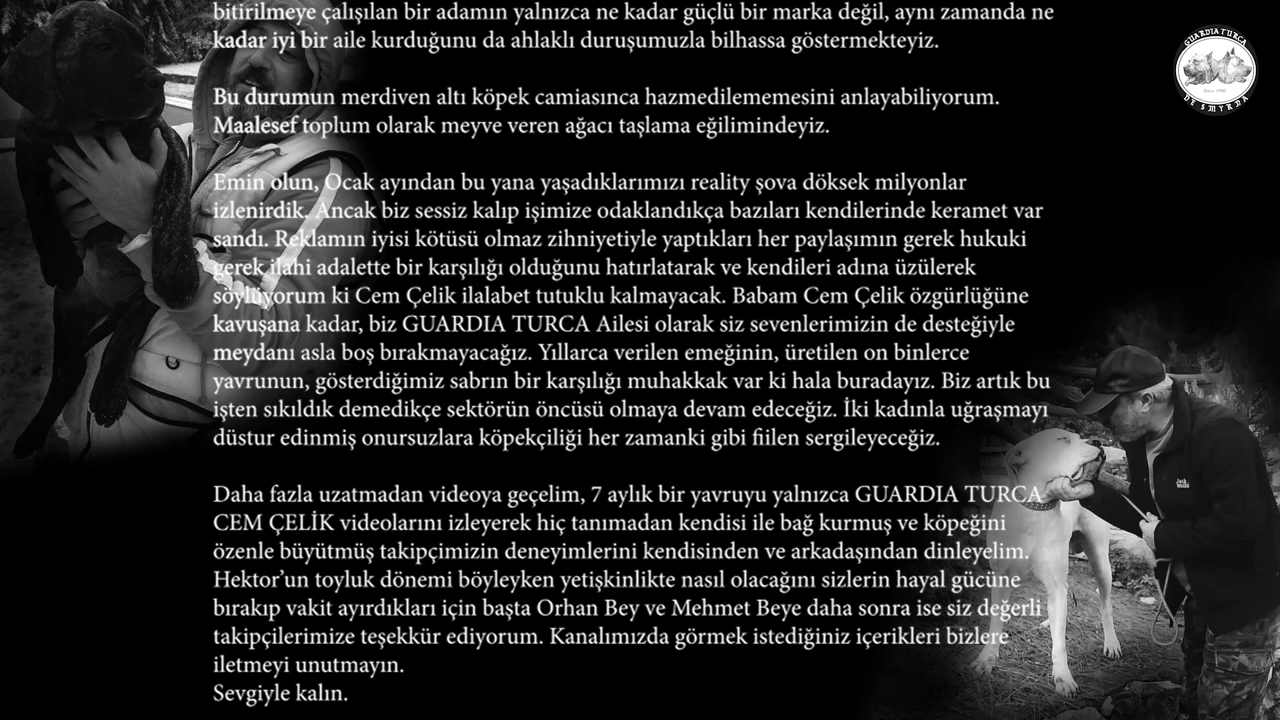 bitirilmeye çalışılan bir adamın yalnızca ne kadar güçlü bir marka değil, aynı zamanda ne
kadar iyi bir aile kurduğunu da ahlaklı duruşumuzla bilhassa göstermekteyiz.
Bu durumun merdiven altı köpek camiasınca hazmedilememesini anlayabiliyorum.
Maalesef toplum olarak meyve veren ağacı taşlama eğilimindeyiz.
Emin olun, Ocak ayından bu yana yaşadıklarımızı reality şova döksek milyonlar
izlenirdik. Ancak biz sessiz kalıp işimize odaklandıkça bazıları kendilerinde keramet var
sandı. Reklamın iyisi kötüsü olmaz zihniyetiyle yaptıkları her paylaşımın gerek hukuki
gerek ilahi adalette bir karşılığı olduğunu hatırlatarak ve kendileri adına üzülerek
söylüyorum ki Cem Çelik ilalabet tutuklu kalmayacak. Babam Cem Çelik özgürlüğüne
kavuşana kadar, biz GUARDIA TURCA Ailesi olarak siz sevenlerimizin de desteğiyle
meydanı asla boş bırakmayacağız. Yıllarca verilen emeğinin, üretilen on binlerce
yavrunun, gösterdiğimiz sabrın bir karşılığı muhakkak var ki hala buradayız. Biz artık bu
işten sıkıldık demedikçe sektörün öncüsü olmaya devam edeceğiz. İki kadınla uğraşmayı
düstur edinmiş onursuzlara köpekçiliği her zamanki gibi fiilen sergileyeceğiz.
Daha fazla uzatmadan videoya geçelim, 7 aylık bir yavruyu yalnızca GUARDIA TURCA
CEM ÇELİK videolarını izleyerek hiç tanımadan kendisi ile bağ kurmuş ve köpeğini
özenle büyütmüş takipçimizin deneyimlerini kendisinden ve arkadaşından dinleyelim.
Hektor'un toyluk dönemi böyleyken yetişkinlikte nasıl olacağını sizlerin hayal gücüne
bırakıp vakit ayırdıkları için başta Orhan Bey ve Mehmet Beye daha sonra ise siz değerli
takipçilerimize teşekkür ediyorum. Kanalımızda görmek istediğiniz içerikleri bizlere
iletmeyi unutmayın.
Sevgiyle kalın.
GUARDIA TURCA
Since 1990
DE SMYRDA
Jack
Wolfs